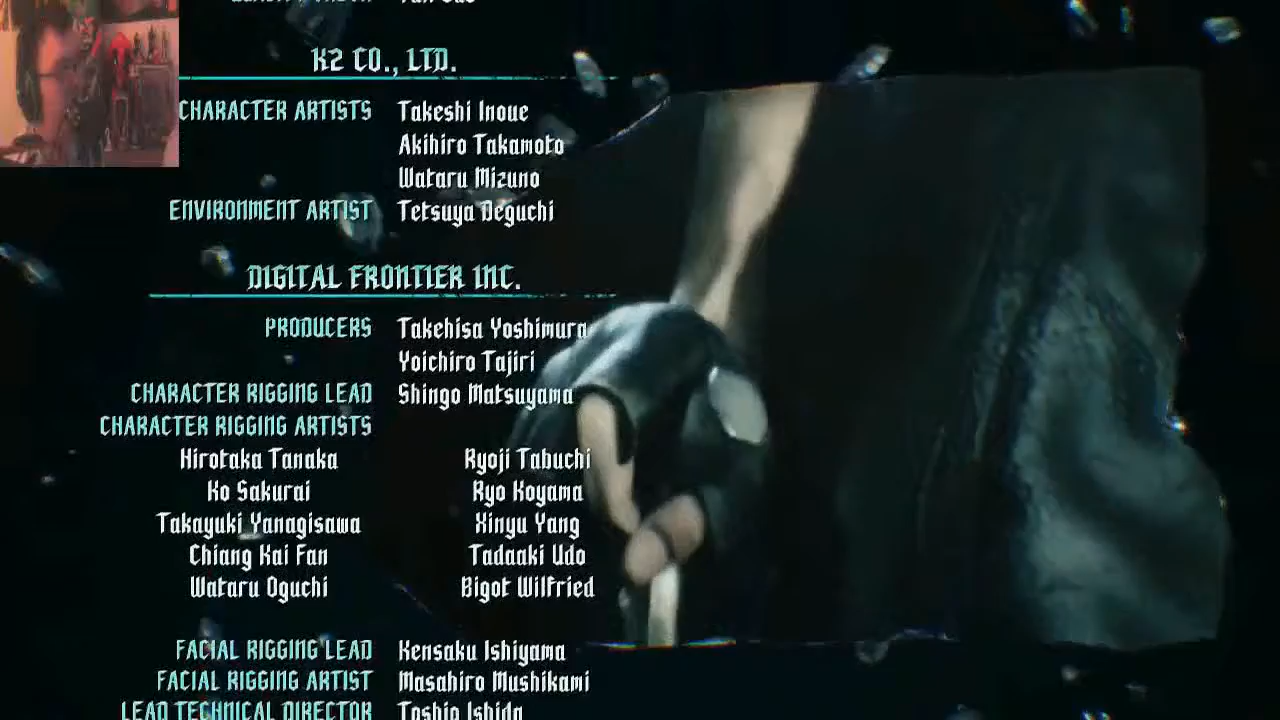 K2 CO., LTD.
CHARACTER ARTISTS Takeshi Inoue
Akihiro Takamoto
Wataru Mizuno
ENVIRONMENT ARTIST Tetsuya Deguchi
DIGITAL FRONTIER INC.
PRODUCERS Takehisa Yoshimura
Yoichiro Tajiri
CHARACTER RIGGING LEAD Shingo Matsuyama
CHARACTER RIGGING ARTISTS
Hirotaka Tanaka Ryoji Tabuchi
Ko Sakurai Ryo Koyama
Takayuki Yanagisawa Xinyu Yang
Chiang Kai Fan Tadaaki Udo
Wataru Oguchi Bigot Wilfried
FACIAL RIGGING LEAD Kensaku Ishiyama
FACIAL RIGGING ARTIST Masahiro Mushikami
LEAD TECHNICAL DIRECTOR Toshio Ishida